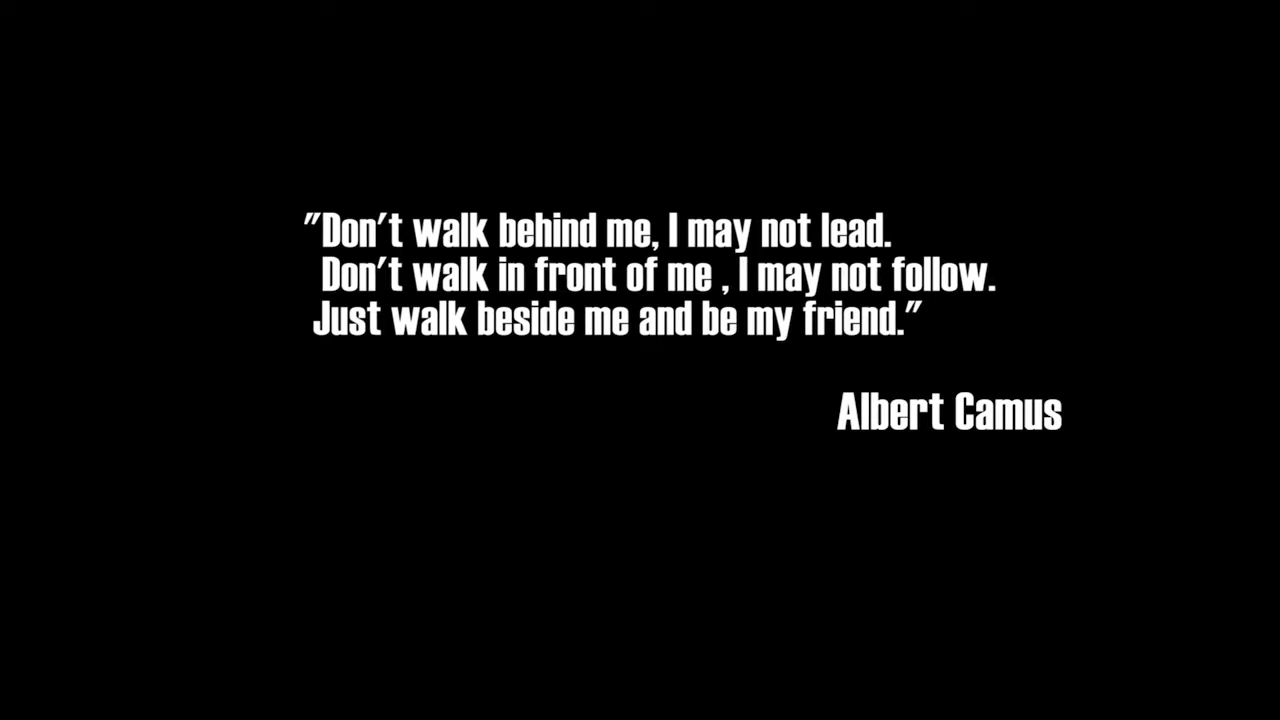 "Don't walk behind me, I may not lead.
Don't walk in front of me , I may not follow.
Just walk beside me and be my friend."
Albert Camus